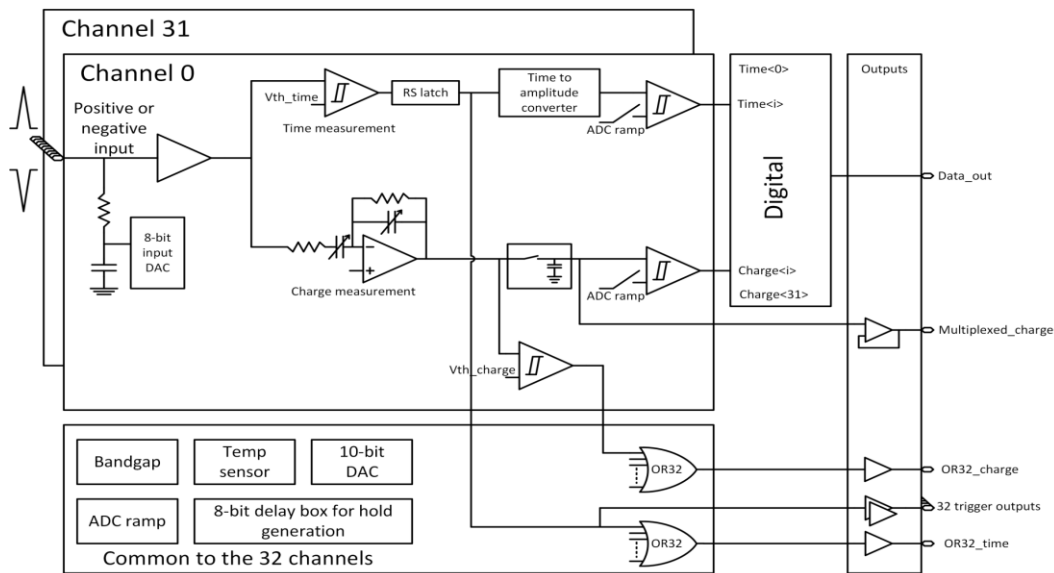 Channel 31
Channel 0
Positive or
negative
input
8-bit
input
DAC
Vth_time
Time measurement
RS latch
Time to
amplitude
converter
ADC ramp
Charge measurement
ADC ramp
Vth_charge
Time<0>
Time<i>
Digital
Charge<i>
Charge<31>
Outputs
Data_out
Multiplexed_charge
OR32_charge
32 trigger outputs
OR32_time
OR32
OR32
Bandgap
Temp
sensor
10-bit
DAC
ADC ramp
8-bit delay box for hold
generation
Common to the 32 channels